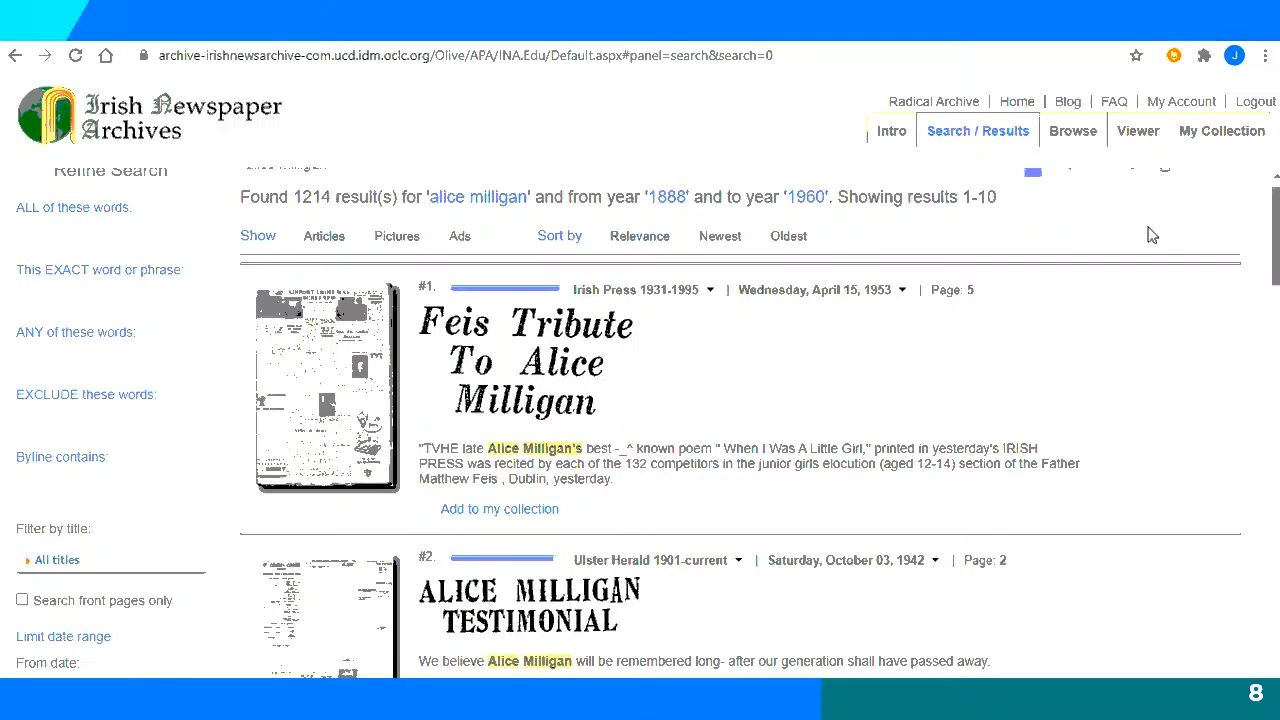 archive-irishnewsarchive-com.ucd.idm.oclc.org/Olive/APA/INA.Edu/Default.aspx#panel=search&search=0
J
Irish Newspaper
Archives
Radical Archive | Home | Blog | FAQ | My Account | Logout
Intro Search / Results Browse Viewer My Collection
Refine Search
ALL of these words.
This EXACT word or phrase:
ANY of these words:
EXCLUDE these words:
Byline contains:
Filter by title:
All titles
Search front pages only
Limit date range
From date:
Found 1214 result(s) for 'alice milligan' and from year '1888' and to year '1960'. Showing results 1-10
Show Articles Pictures Ads Sort by Relevance Newest Oldest
#1. Irish Press 1931-1995 | Wednesday, April 15, 1953 | Page: 5
Feis Tribute
To Alice
Milligan
"TVHE late Alice Milligan's best -_^ known poem " When I Was A Little Girl," printed in yesterday's IRISH
PRESS was recited by each of the 132 competitors in the junior girls elocution (aged 12-14) section of the Father
Matthew Feis , Dublin, yesterday.
Add to my collection
#2. Ulster Herald 1901-current | Saturday, October 03, 1942 | Page: 2
ALICE MILLIGAN
TESTIMONIAL
We believe Alice Milligan will be remembered long- after our generation shall have passed away.
8